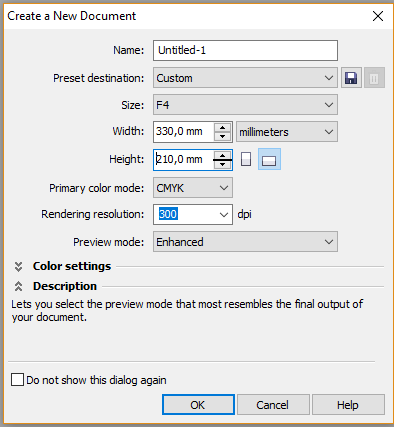 Create a New Document
Name: Untitled-1
Preset destination: Custom
Size: F4
Width: 330,0 mm millimeters
Height: 210,0 mm
Primary color mode: CMYK
Rendering resolution: 300 dpi
Preview mode: Enhanced
Color settings
Description
Lets you select the preview mode that most resembles the final output of
your document.
Do not show this dialog again
OK Cancel Help